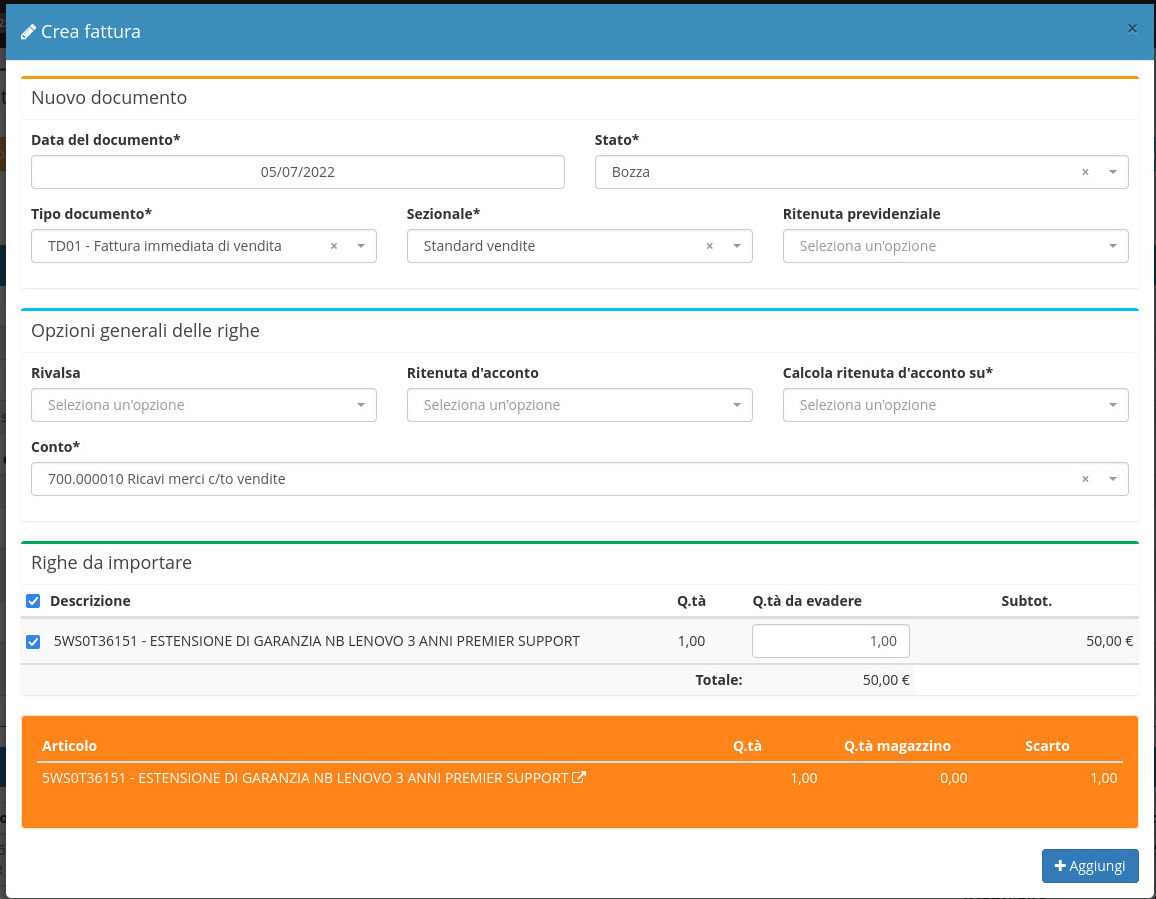 Crea fattura
×
Nuovo documento
Data del documento* Stato*
05/07/2022 Bozza ×
Tipo documento* Sezionale* Ritenuta previdenziale
TD01 - Fattura immediata di vendita × Standard vendite × Seleziona un'opzione
Opzioni generali delle righe
Rivalsa Ritenuta d'acconto Calcola ritenuta d'acconto su*
Seleziona un'opzione Seleziona un'opzione Seleziona un'opzione
Conto*
700.000010 Ricavi merci c/to vendite ×
Righe da importare
Descrizione Q.tà Q.tà da evadere Subtot.
5WS0T36151 - ESTENSIONE DI GARANZIA NB LENOVO 3 ANNI PREMIER SUPPORT 1,00 1,00 50,00 €
Totale: 50,00 €
Articolo Q.tà Q.tà magazzino Scarto
5WS0T36151 - ESTENSIONE DI GARANZIA NB LENOVO 3 ANNI PREMIER SUPPORT 1,00 0,00 1,00
Aggiungi